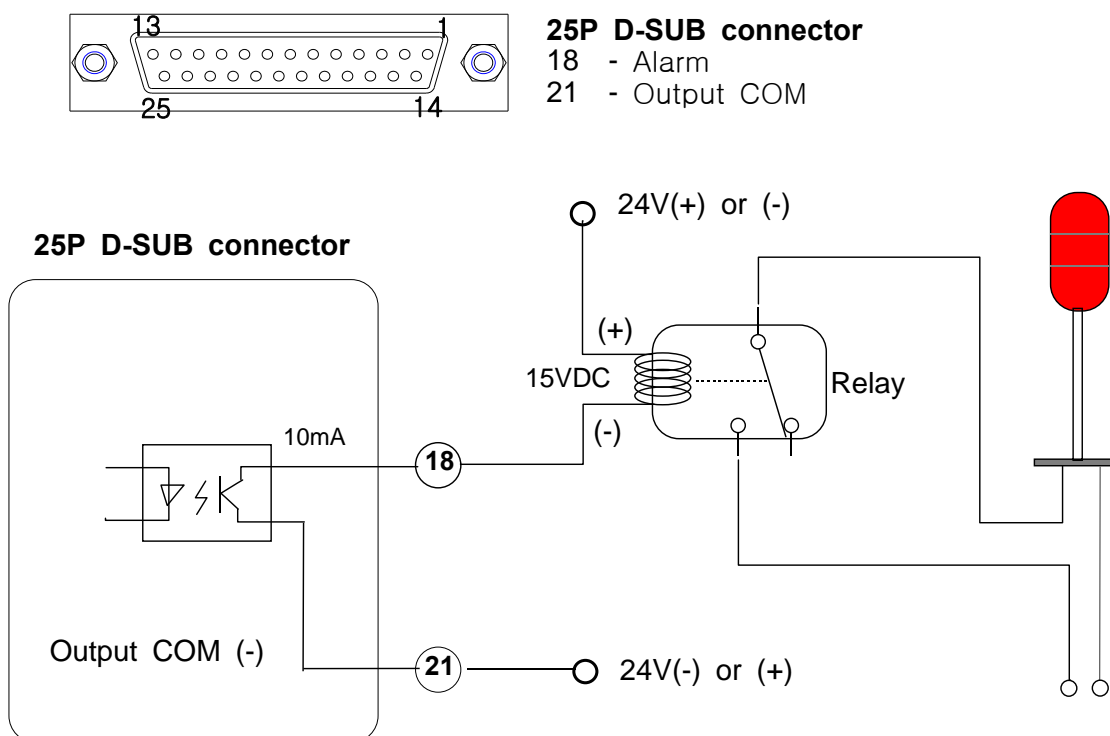 13
1
25
14
25P D-SUB connector
18 - Alarm
21 - Output COM
24V(+) or (-)
25P D-SUB connector
(+)
15VDC
Relay
(-)
10mA
18
Output COM (-)
21
24V(-) or (+)